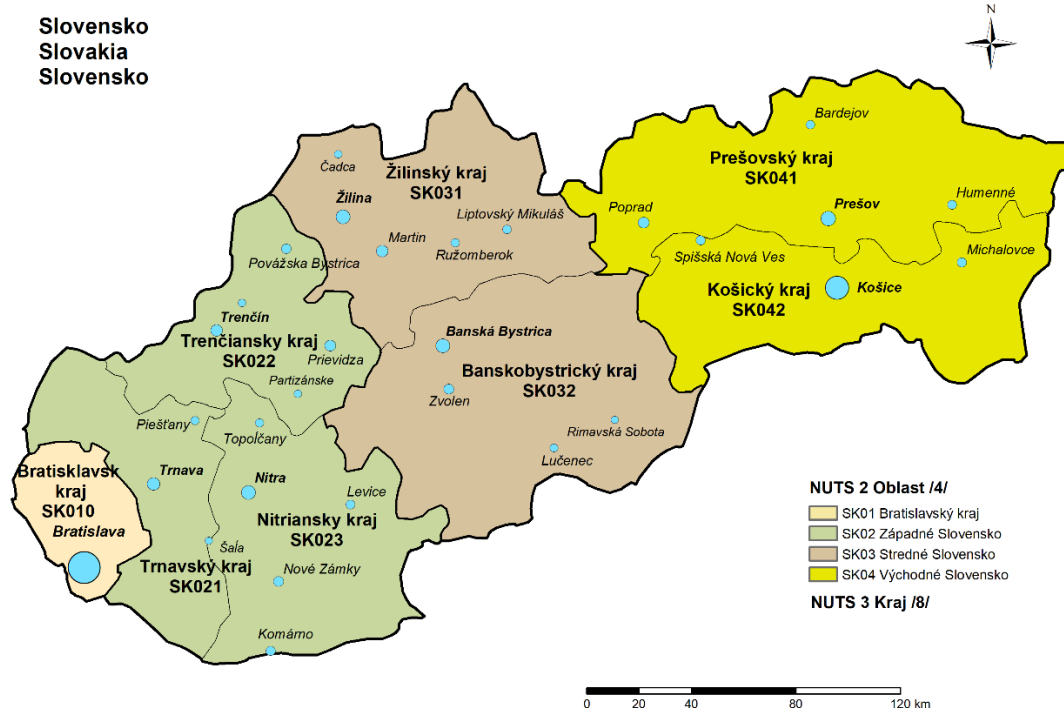 Slovensko
Slovakia
Slovensko
N
Bardejov
Prešovský kraj
SK041
Čadca
Žilinský kraj
SK031
Žilina
Liptovský Mikuláš
Martin
Ružomberok
Poprad
Prešov
Humenné
Spišská Nová Ves
Michalovce
Košický kraj
SK042
Košice
Považska Bystrica
Trenčín
Trenčiansky kraj
SK022
Prievidza
Partizánske
Banská Bystrica
Banskobystrický kraj
SK032
Zvolen
Rimavská Sobota
Lučenec
Piešťany
Topoľčany
Bratisklavsk
kraj
SK010
Bratislava
Trnava
Nitra
Levice
Nitriansky kraj
SK023
Šaľa
Trnavský kraj
SK021
Nové Zámky
Komárno
NUTS 2 Oblast /4/
SK01 Bratislavský kraj
SK02 Západné Slovensko
SK03 Stredné Slovensko
SK04 Východné Slovensko
NUTS 3 Kraj /8/
0 20 40 80 120 km